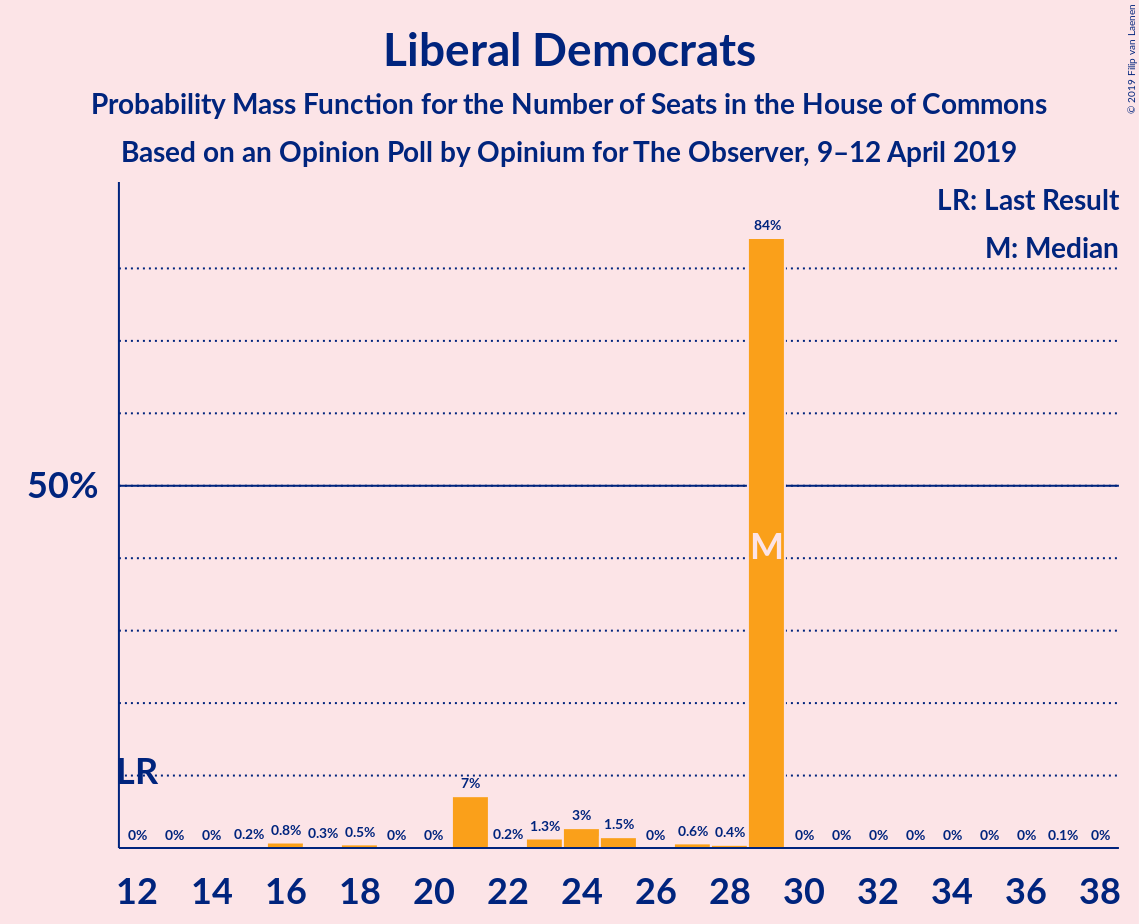 Liberal Democrats
Probability Mass Function for the Number of Seats in the House of Commons
Based on an Opinion Poll by Opinium for The Observer, 9–12 April 2019
© 2019 Filip van Laenen
LR: Last Result
M: Median
84%
50%
M
LR
0% 0% 0% 0.2% 0.8% 0.3% 0.5% 0% 0% 7% 0.2% 1.3% 3% 1.5% 0% 0.6% 0.4% 0% 0% 0% 0% 0% 0% 0% 0.1% 0%
12 14 16 18 20 22 24 26 28 30 32 34 36 38